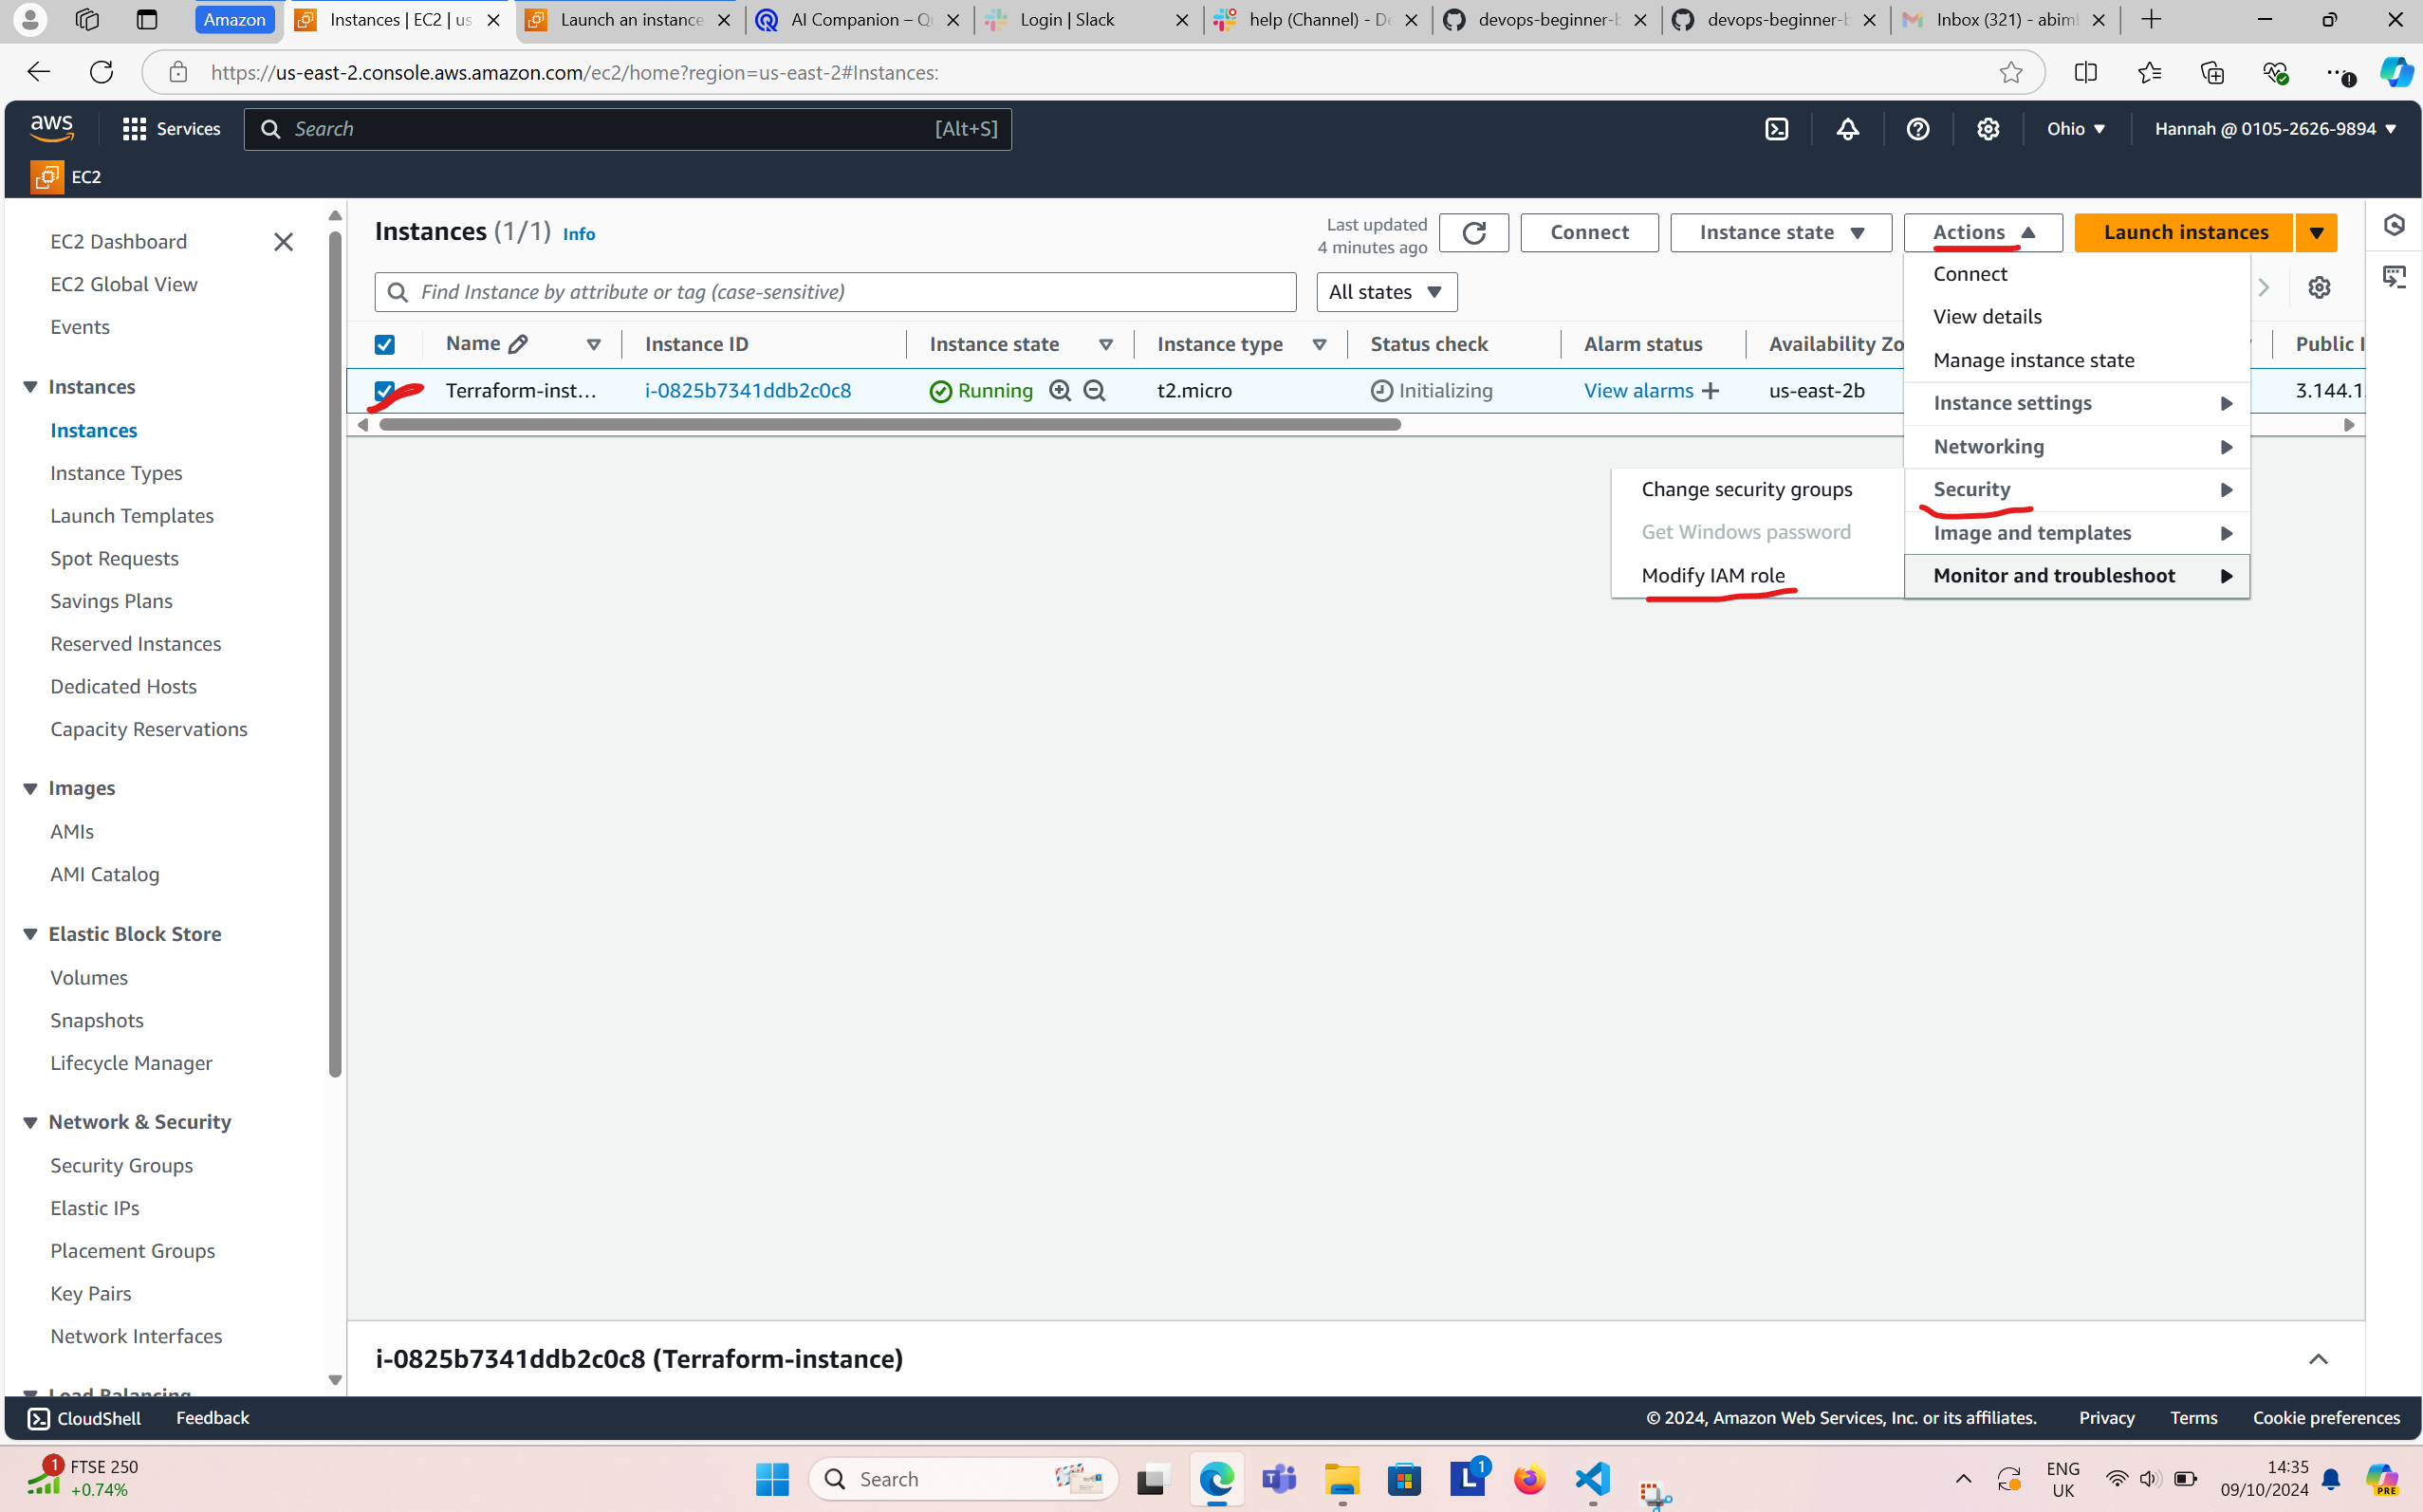 Amazon
Instances | EC2 | us
Launch an instance
AI Companion – Q
Login | Slack
help (Channel) - De
devops-beginner-b
devops-beginner-b
Inbox (321) - abiml
https://us-east-2.console.aws.amazon.com/ec2/home?region=us-east-2#Instances:
aws
Services
Search
[Alt+S]
Ohio
Hannah @ 0105-2626-9894
EC2
EC2 Dashboard
EC2 Global View
Events
Instances
Instances
Instance Types
Launch Templates
Spot Requests
Savings Plans
Reserved Instances
Dedicated Hosts
Capacity Reservations
Images
AMIs
AMI Catalog
Elastic Block Store
Volumes
Snapshots
Lifecycle Manager
Network & Security
Security Groups
Elastic IPs
Placement Groups
Key Pairs
Network Interfaces
Load Balancing
Instances (1/1) Info
Last updated
4 minutes ago
Connect
Instance state
Actions
Launch instances
Find Instance by attribute or tag (case-sensitive)
All states
Name
Instance ID
Instance state
Instance type
Status check
Alarm status
Availability Zo
Public I
Terraform-inst...
i-0825b7341ddb2c0c8
Running
t2.micro
Initializing
View alarms
us-east-2b
3.144.1
Connect
View details
Manage instance state
Instance settings
Networking
Security
Image and templates
Monitor and troubleshoot
Change security groups
Get Windows password
Modify IAM role
i-0825b7341ddb2c0c8 (Terraform-instance)
CloudShell
Feedback
© 2024, Amazon Web Services, Inc. or its affiliates.
Privacy
Terms
Cookie preferences
1
FTSE 250
+0.74%
Search
L
1
ENG
UK
14:35
09/10/2024
PRE